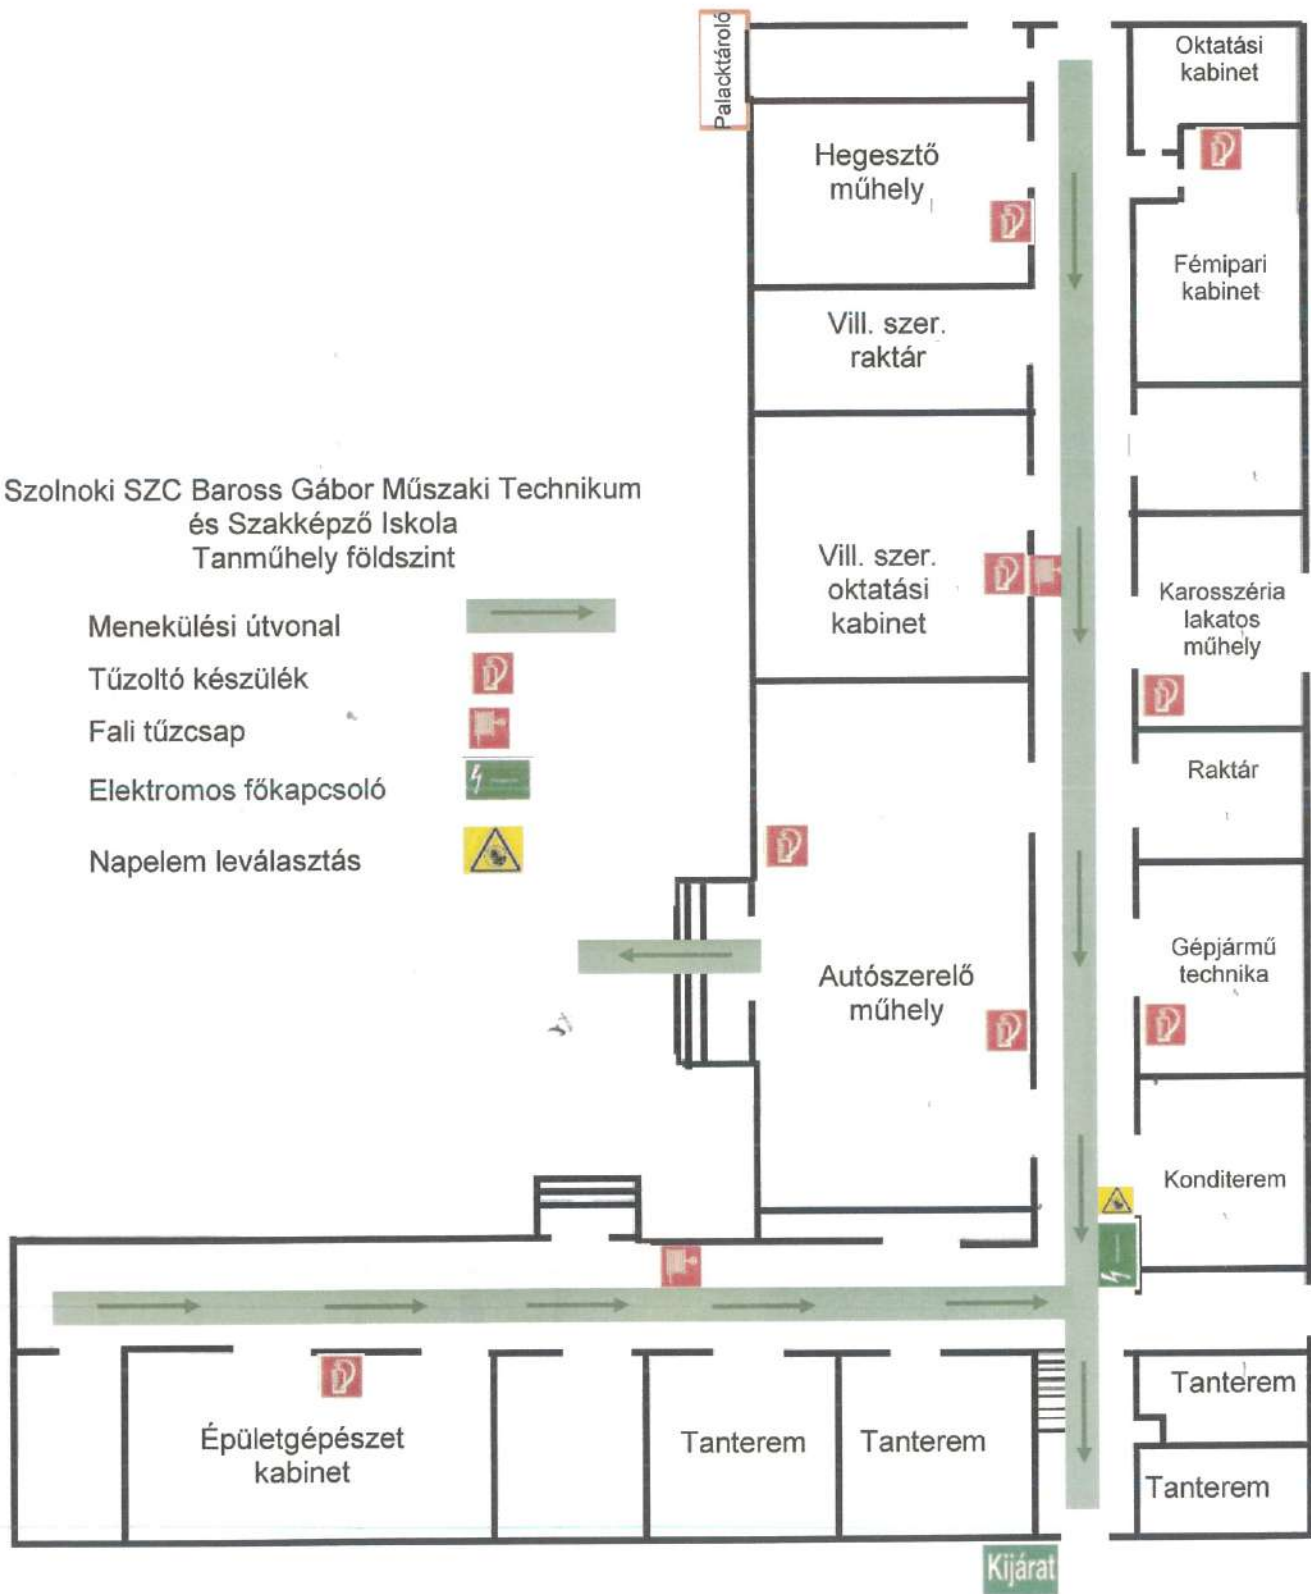 Palacktároló
Oktatási
kabinet
Hegesztő
műhely
Fémipari
kabinet
Vill. szer.
raktár
Szolnoki SZC Baross Gábor Műszaki Technikum
és Szakképző Iskola
Tanműhely földszint
Menekülési útvonal
Tűzoltó készülék
Fali tűzcsap
Elektromos főkapcsoló
Napelem leválasztás
Vill. szer.
oktatási
kabinet
Karosszéria
lakatos
műhely
Raktár
Autószerelő
műhely
Gépjármű
technika
Konditerem
Épületgépészet
kabinet
Tanterem
Tanterem
Tanterem
Tanterem
Kijárat